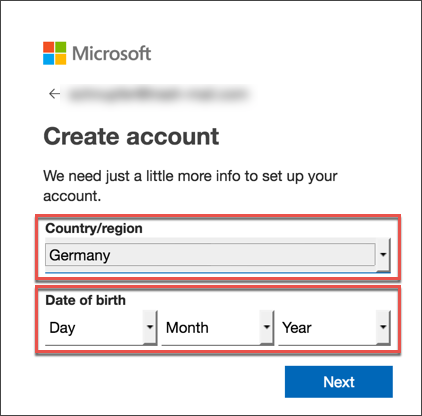 Microsoft
Create account
We need just a little more info to set up your
account.
Country/region
Germany
Date of birth
Day Month Year
Next